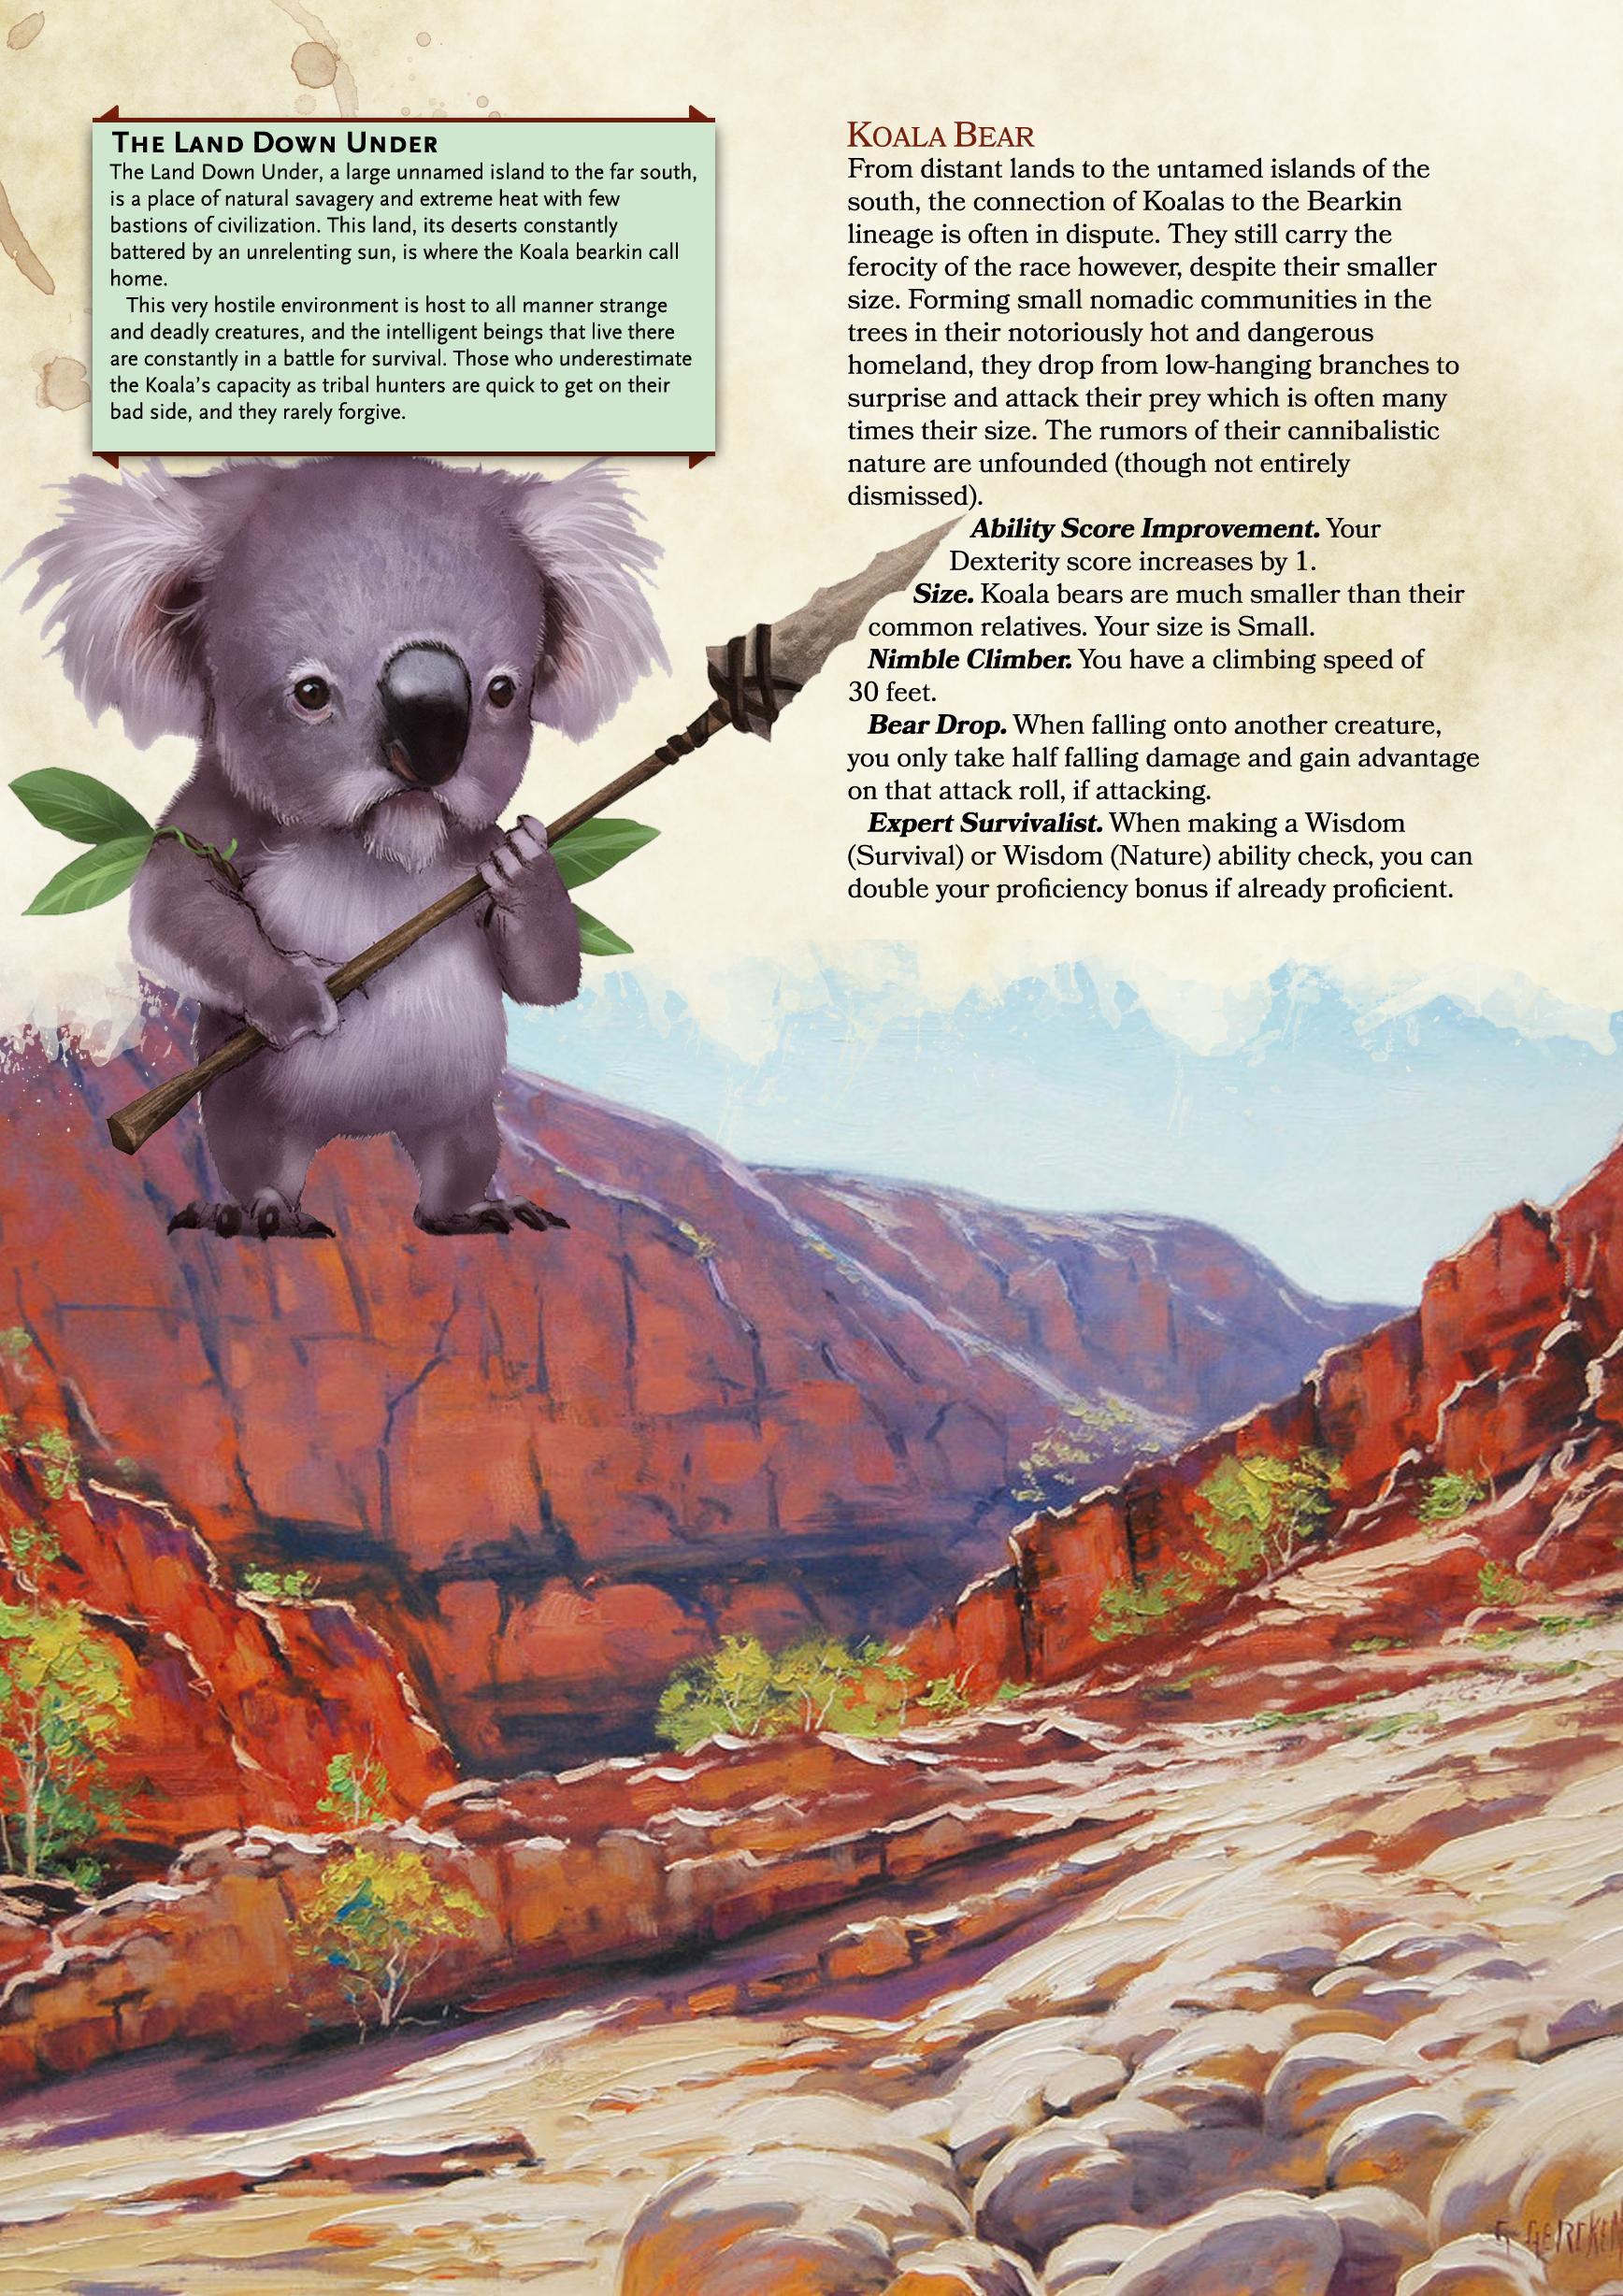 The Land Down Under
The Land Down Under, a large unnamed island to the far south,
is a place of natural savagery and extreme heat with few
bastions of civilization. This land, its deserts constantly
battered by an unrelenting sun, is where the Koala bearkin call
home.
This very hostile environment is host to all manner strange
and deadly creatures, and the intelligent beings that live there
are constantly in a battle for survival. Those who underestimate
the Koala's capacity as tribal hunters are quick to get on their
bad side, and they rarely forgive.
Koala Bear
From distant lands to the untamed islands of the
south, the connection of Koalas to the Bearkin
lineage is often in dispute. They still carry the
ferocity of the race however, despite their smaller
size. Forming small nomadic communities in the
trees in their notoriously hot and dangerous
homeland, they drop from low-hanging branches to
surprise and attack their prey which is often many
times their size. The rumors of their cannibalistic
nature are unfounded (though not entirely
dismissed).
Ability Score Improvement. Your
Dexterity score increases by 1.
Size. Koala bears are much smaller than their
common relatives. Your size is Small.
Nimble Climber. You have a climbing speed of
30 feet.
Bear Drop. When falling onto another creature,
you only take half falling damage and gain advantage
on that attack roll, if attacking.
Expert Survivalist. When making a Wisdom
(Survival) or Wisdom (Nature) ability check, you can
double your proficiency bonus if already proficient.